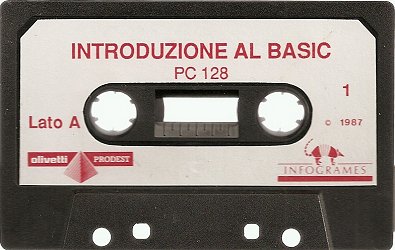 INTRODUZIONE AL BASIC
PC 128
1
Lato A
© 1987
olivetti PRODEST
INFOGRAMES